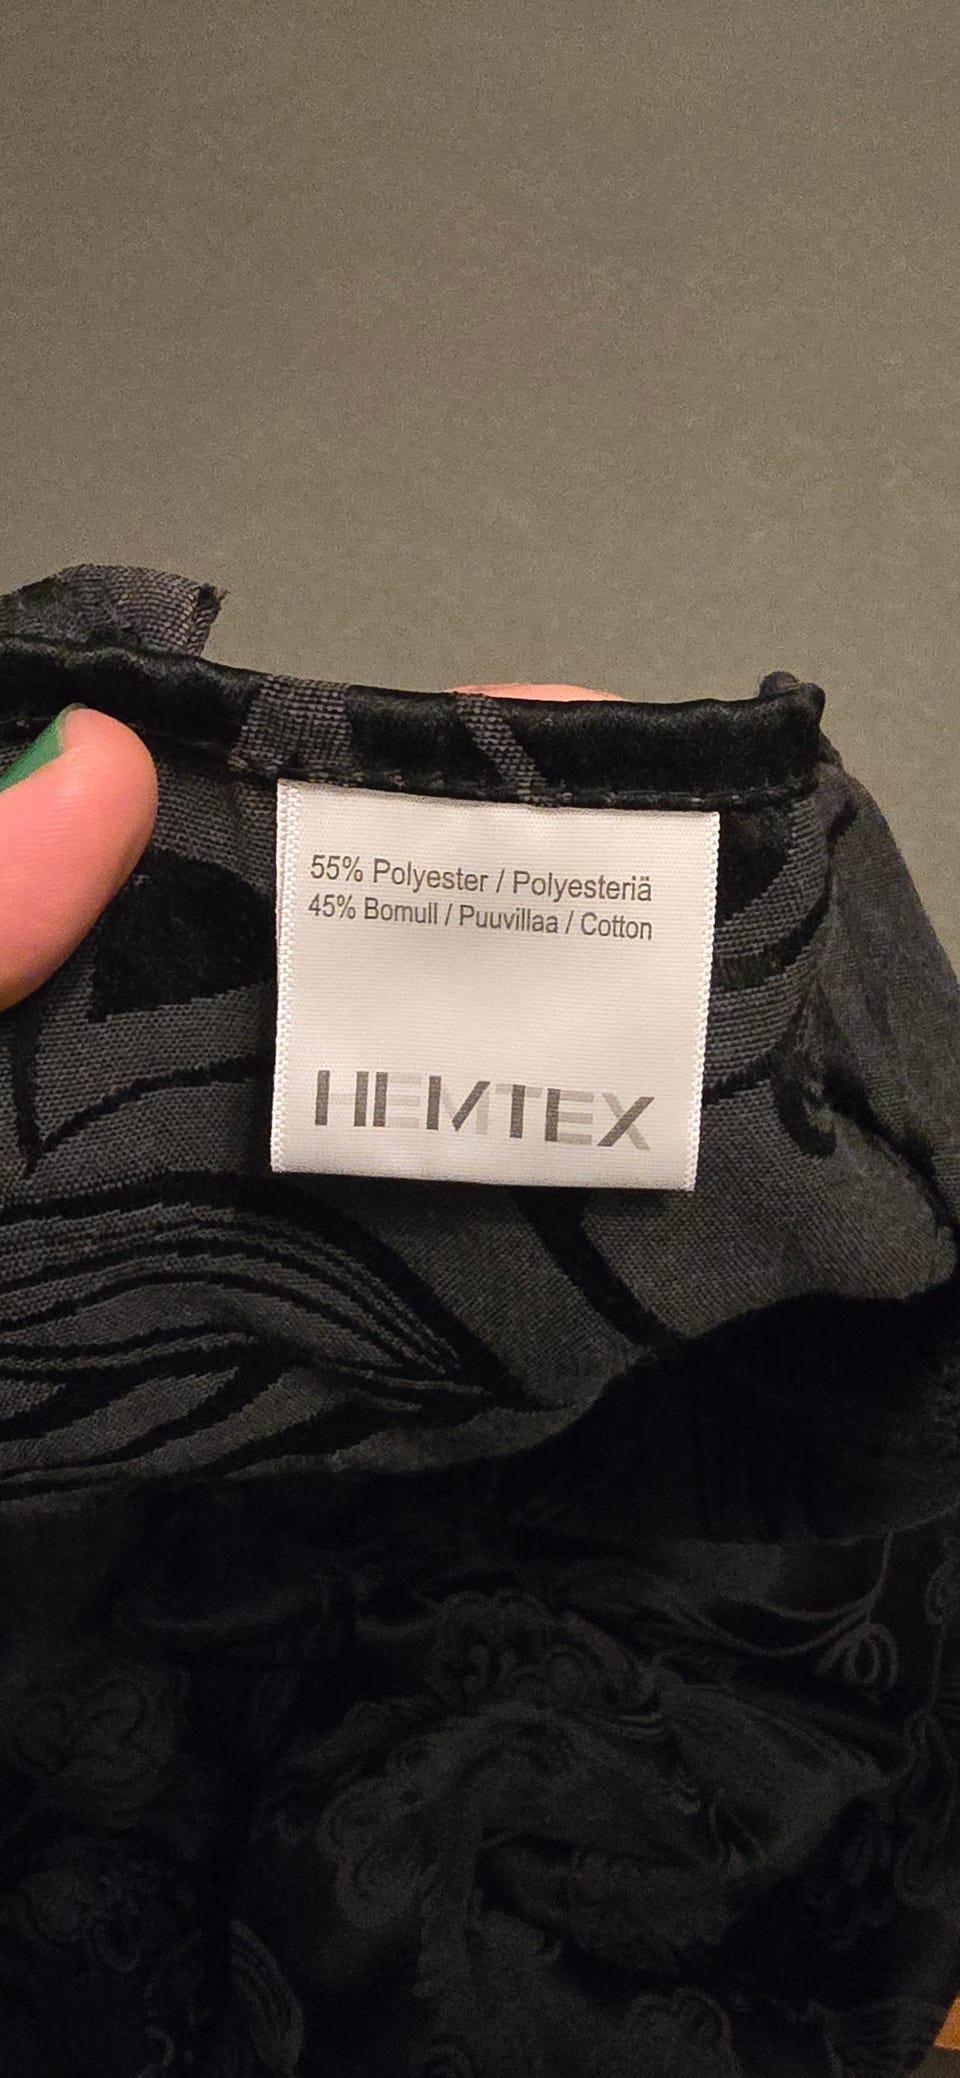 55% Polyester / Polyesteriä
45% Bomull / Puuvillaa / Cotton
HEMTEX